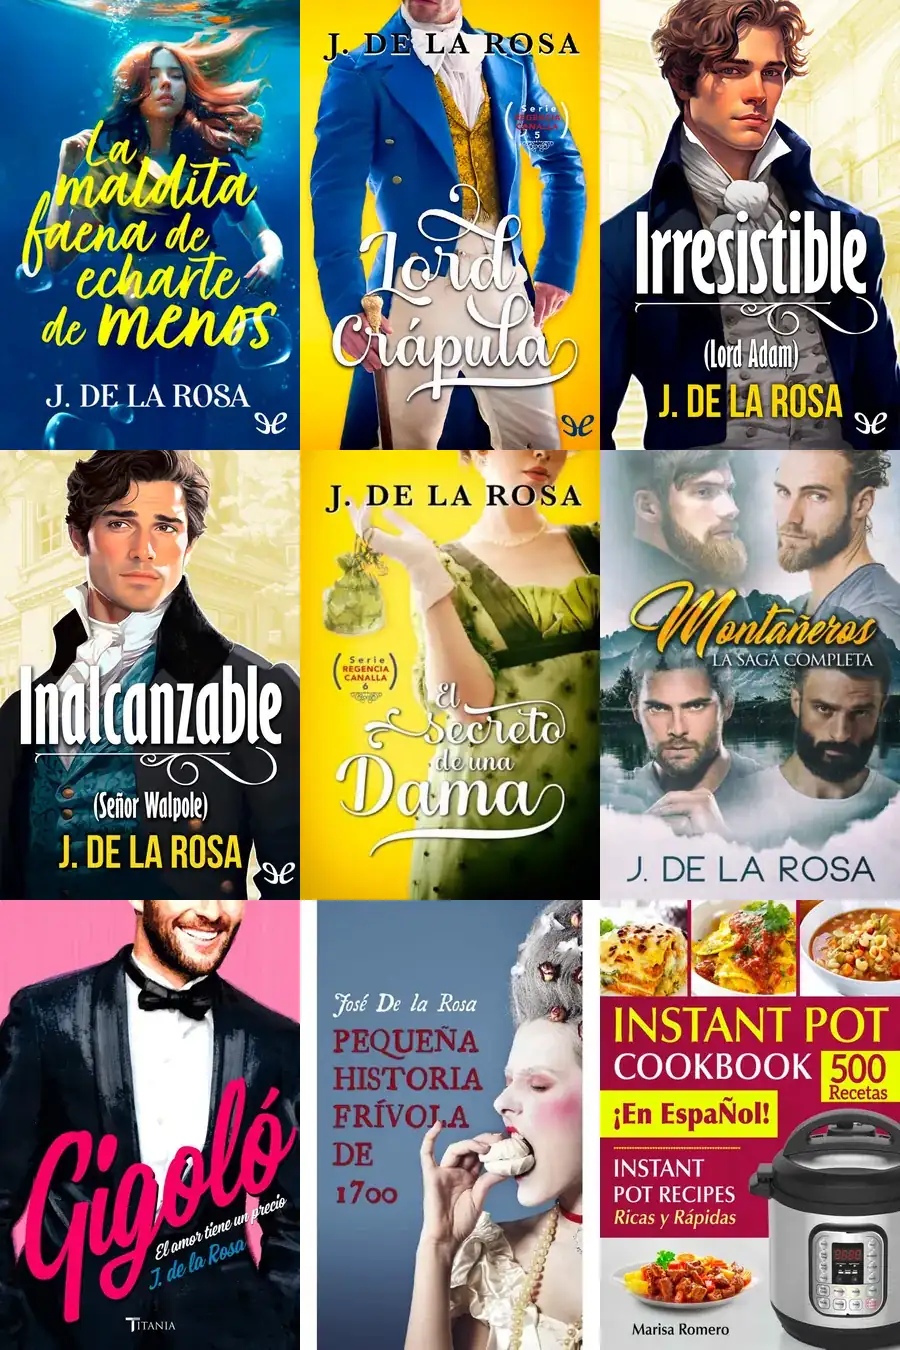 La
maldita
faena de
echarte
de menos
J. DE LA ROSA
J. DE LA ROSA
Serie
REGENCIA
CANALLA
5
Lord
Crápula
Irresistible
(Lord Adam)
J. DE LA ROSA
Inalcanzable
(Señor Walpole)
J. DE LA ROSA
J. DE LA ROSA
Serie
REGENCIA
CANALLA
6
El
secreto
de una
Dama
Montañeros
LA SAGA COMPLETA
J. DE LA ROSA
Gigoló
El amor tiene un precio
J. de la Rosa
TITANIA
José De la Rosa
PEQUEÑA
HISTORIA
FRÍVOLA
DE
1700
INSTANT POT
COOKBOOK
500
Recetas
¡En EspaÑol!
INSTANT
POT RECIPES
Ricas y Rápidas
Marisa Romero